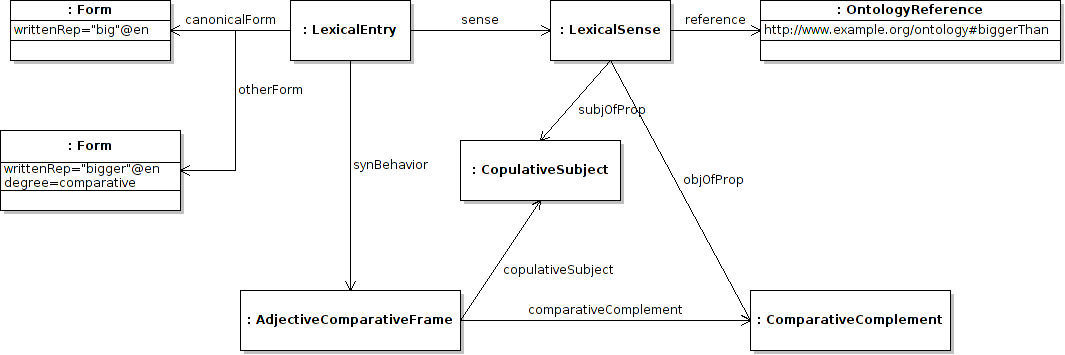 : Form
writtenRep="big"@en
canonicalForm
: LexicalEntry
sense
: LexicalSense
reference
: OntologyReference
http://www.example.org/ontology#biggerThan
otherForm
: Form
writtenRep="bigger"@en
degree=comparative
synBehavior
subjOfProp
: CopulativeSubject
objOfProp
copulativeSubject
: AdjectiveComparativeFrame
comparativeComplement
: ComparativeComplement